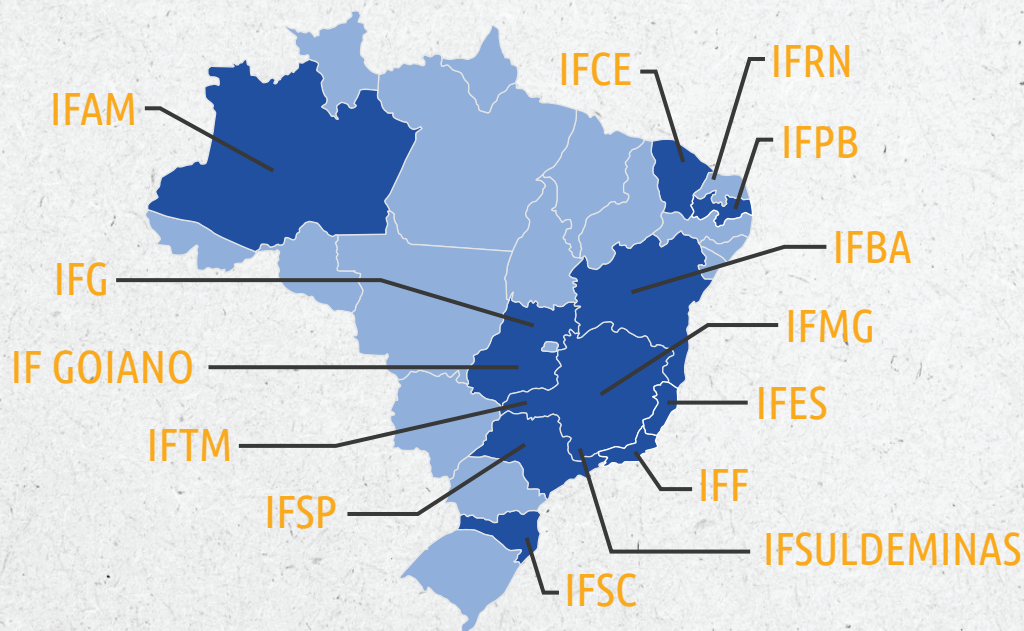 IFCE
IFRN
IFAM
IFPB
IFBA
IFG
IFMG
IF GOIANO
IFES
IFTM
IFF
IFSP
IFSULDEMINAS
IFSC